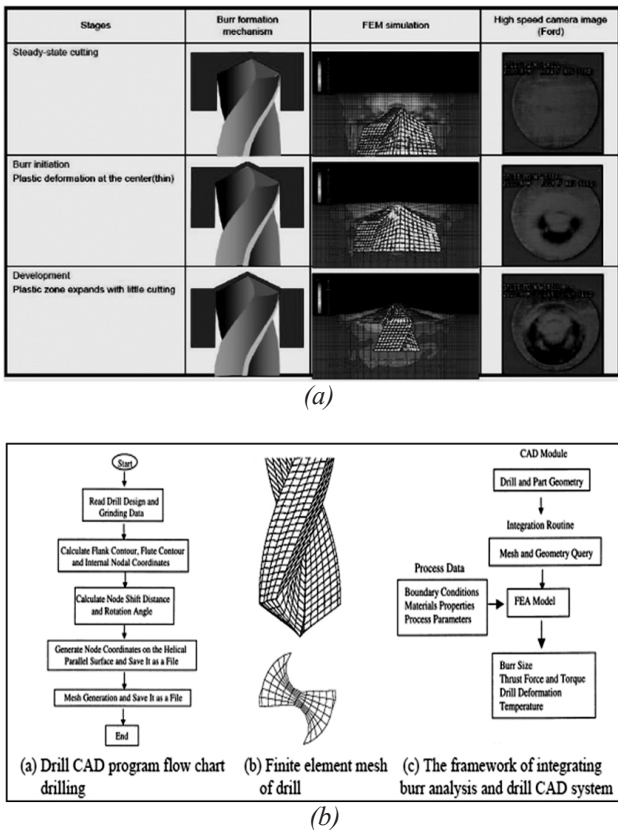 Stages
Burr formation
mechanism
FEM simulation
High speed camera image
(Ford)
Steady-state cutting
Burr initiation
Plastic deformation at the center(thin)
Development
Plastic zone expands with little cutting
(a)
Start
Read Drill Design and
Grinding Data
Calculate Flank Contour, Flute Contour
and Internal Nodal Coordinates
Calculate Node Shift Distance
and Rotation Angle
Generate Node Coordinates on the Helical
Parallel Surface and Save It as a File
Mesh Generation and Save It as a File
End
(a) Drill CAD program flow chart
drilling
(b) Finite element mesh
of drill
CAD Module
Drill and Part Geometry
Integration Routine
Mesh and Geometry Query
Process Data
Boundary Conditions
Materials Properties
Process Parameters
FEA Model
Burr Size
Thrust Force and Torque
Drill Deformation
Temperature
(c) The framework of integrating
burr analysis and drill CAD system
(b)